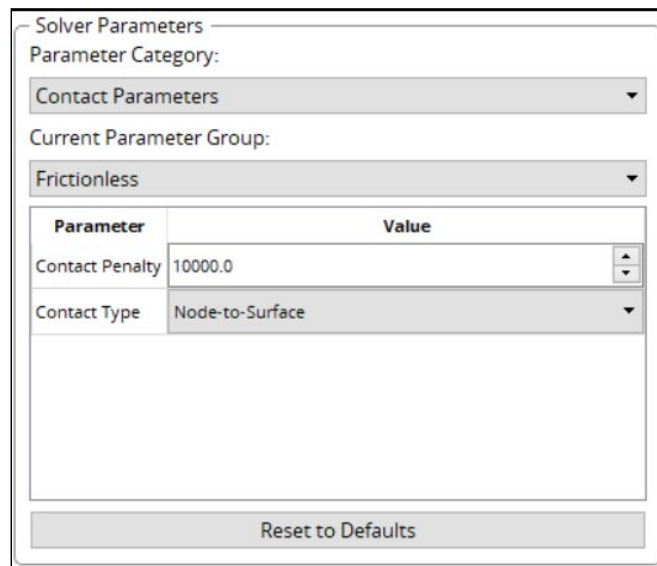 Solver Parameters
Parameter Category:
Contact Parameters
Current Parameter Group:
Frictionless
Parameter Value
Contact Penalty 10000.0
Contact Type Node-to-Surface
Reset to Defaults